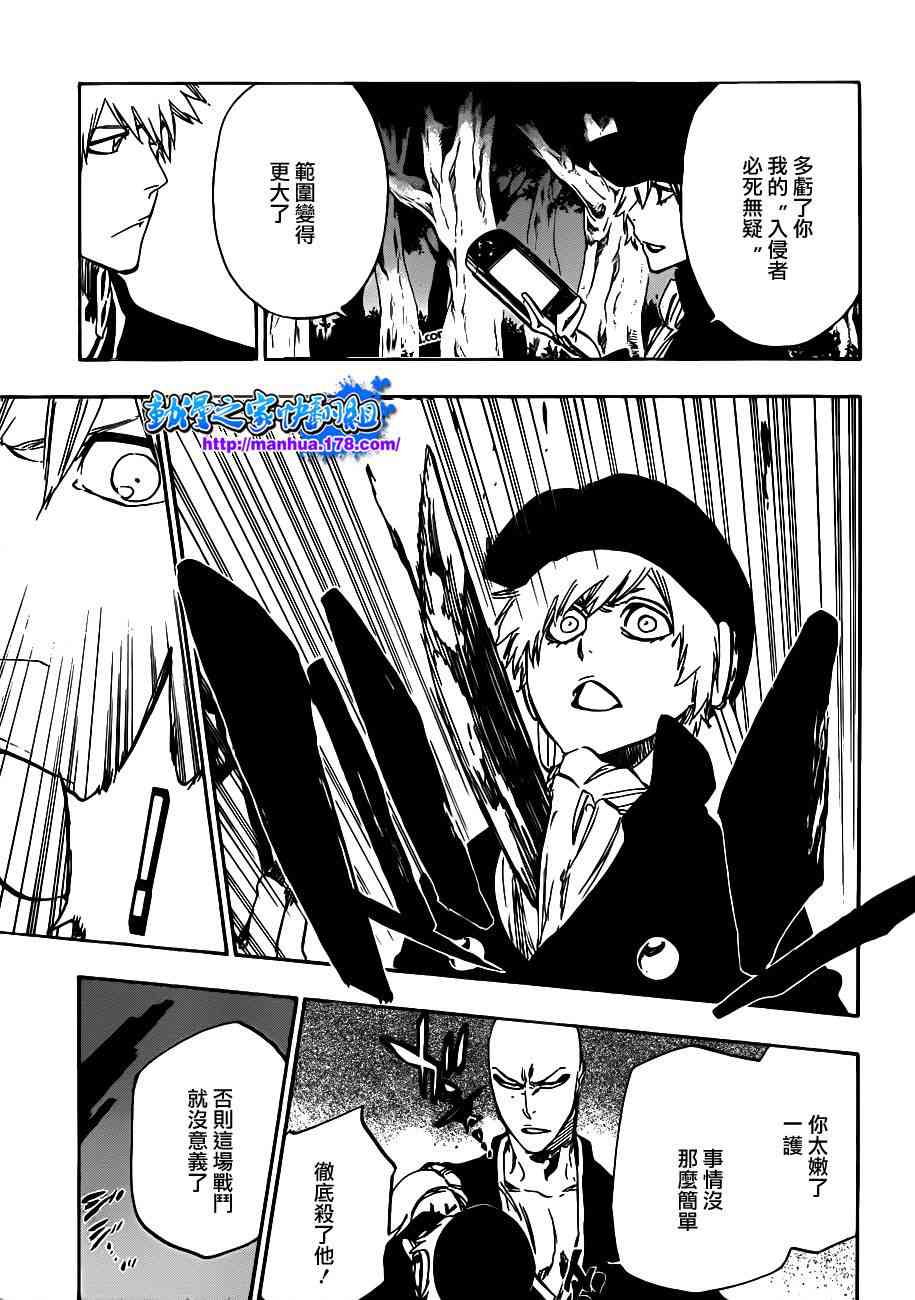 多虧了你
我的〞入侵者
必死無疑〞
範圍變得
更大了
動漫之家快翻組
http://manhua.178.com/
你太嫩了
一護
事情沒
那麼簡單
徹底殺了他!
否則這場戰鬥
就沒意義了